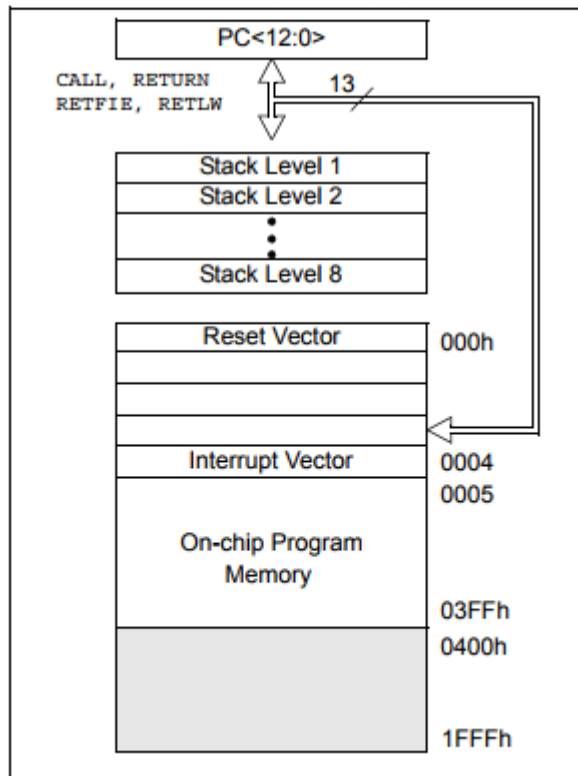 PC<12:0>
CALL, RETURN
RETFIE, RETLW
13
Stack Level 1
Stack Level 2
Stack Level 8
Reset Vector
000h
Interrupt Vector
0004
0005
On-chip Program
Memory
03FFh
0400h
1FFFh